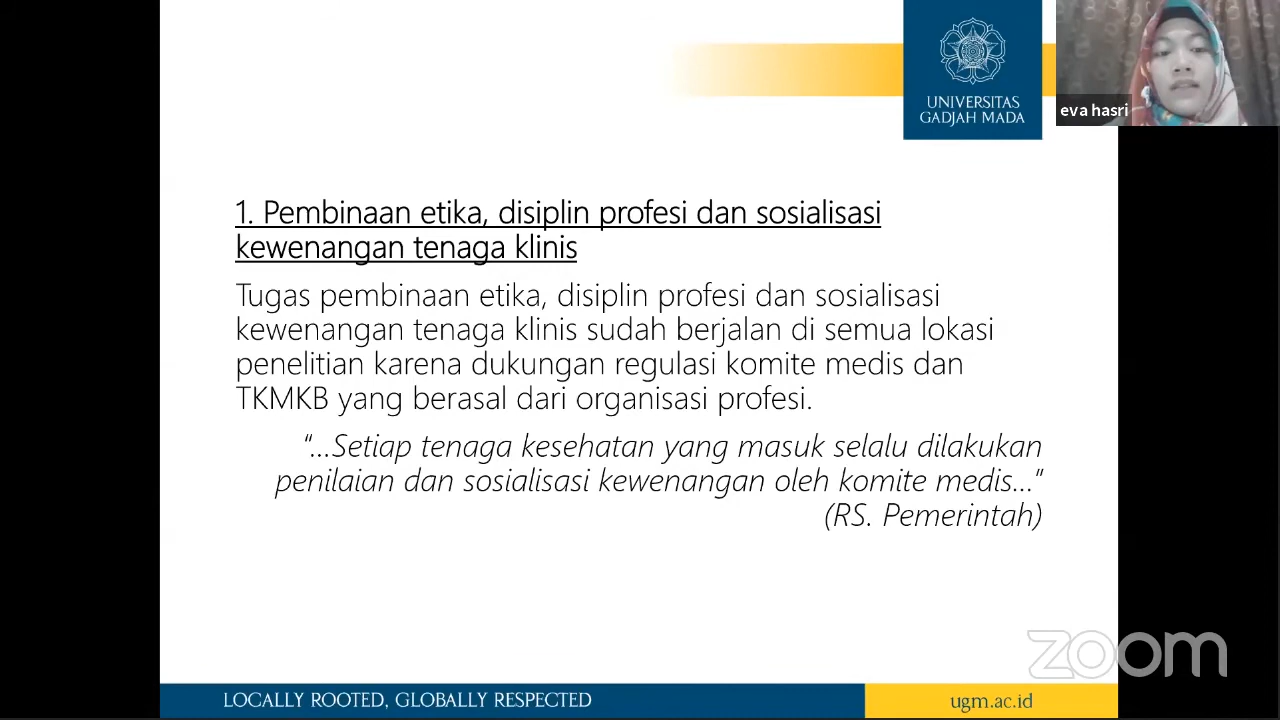 UNIVERSITAS
GADJAH MADA
eva hasri
1. Pembinaan etika, disiplin profesi dan sosialisasi
kewenangan tenaga klinis
Tugas pembinaan etika, disiplin profesi dan sosialisasi
kewenangan tenaga klinis sudah berjalan di semua lokasi
penelitian karena dukungan regulasi komite medis dan
TKMKB yang berasal dari organisasi profesi.
“...Setiap tenaga kesehatan yang masuk selalu dilakukan
penilaian dan sosialisasi kewenangan oleh komite medis...”
(RS. Pemerintah)
zoom
LOCALLY ROOTED, GLOBALLY RESPECTED
ugm.ac.id